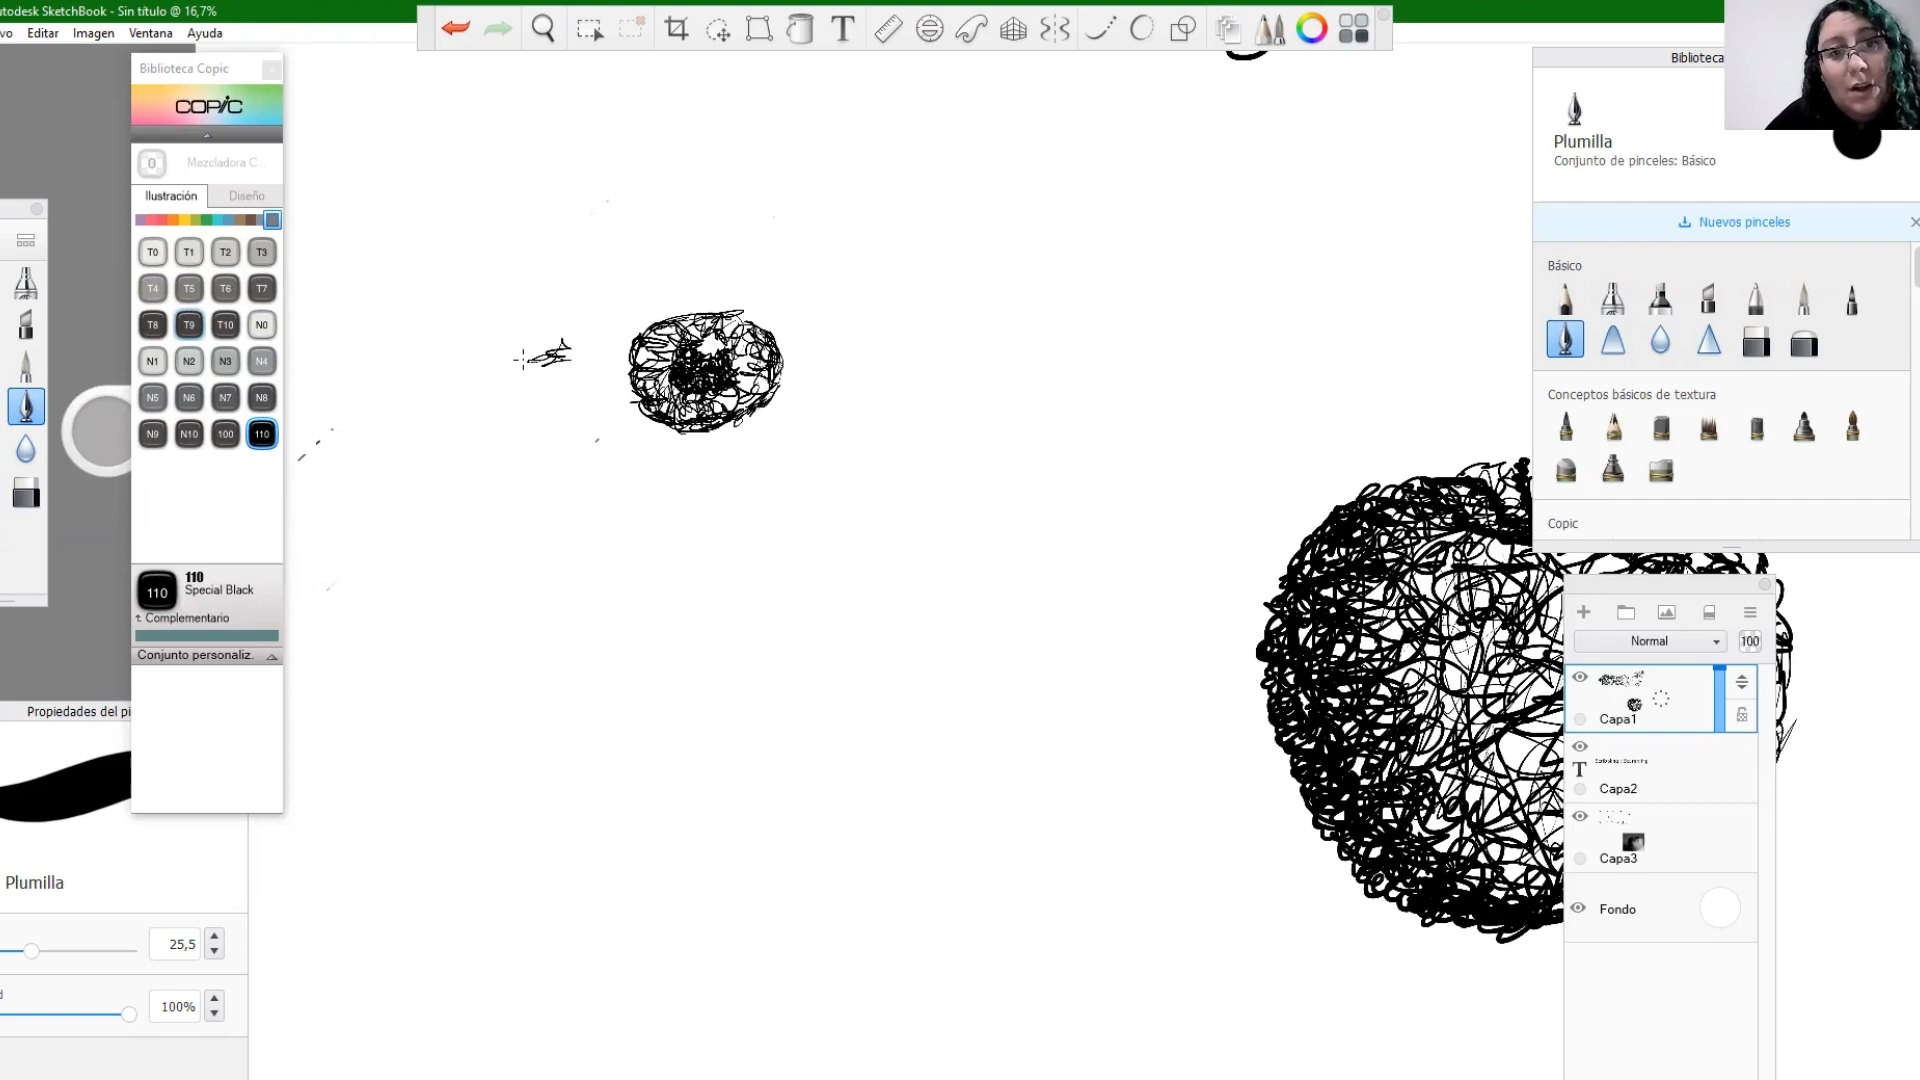 utodesk SketchBook - Sin título @ 16,7%
vo Editar Imagen Ventana Ayuda
Biblioteca Copic
COPIC
0 Mezcladora C...
Ilustración Diseño
T0 T1 T2 T3
T4 T5 T6 T7
T8 T9 T10 N0
N1 N2 N3 N4
N5 N6 N7 N8
N9 N10 100 110
110
110
Special Black
Complementario
Conjunto personaliz.
Propiedades del pi
Plumilla
25,5
d
100%
T
Biblioteca
Plumilla
Conjunto de pinceles: Básico
Nuevos pinceles
Básico
Conceptos básicos de textura
Copic
Normal 100
Capa1
T
Capa2
Capa3
Fondo